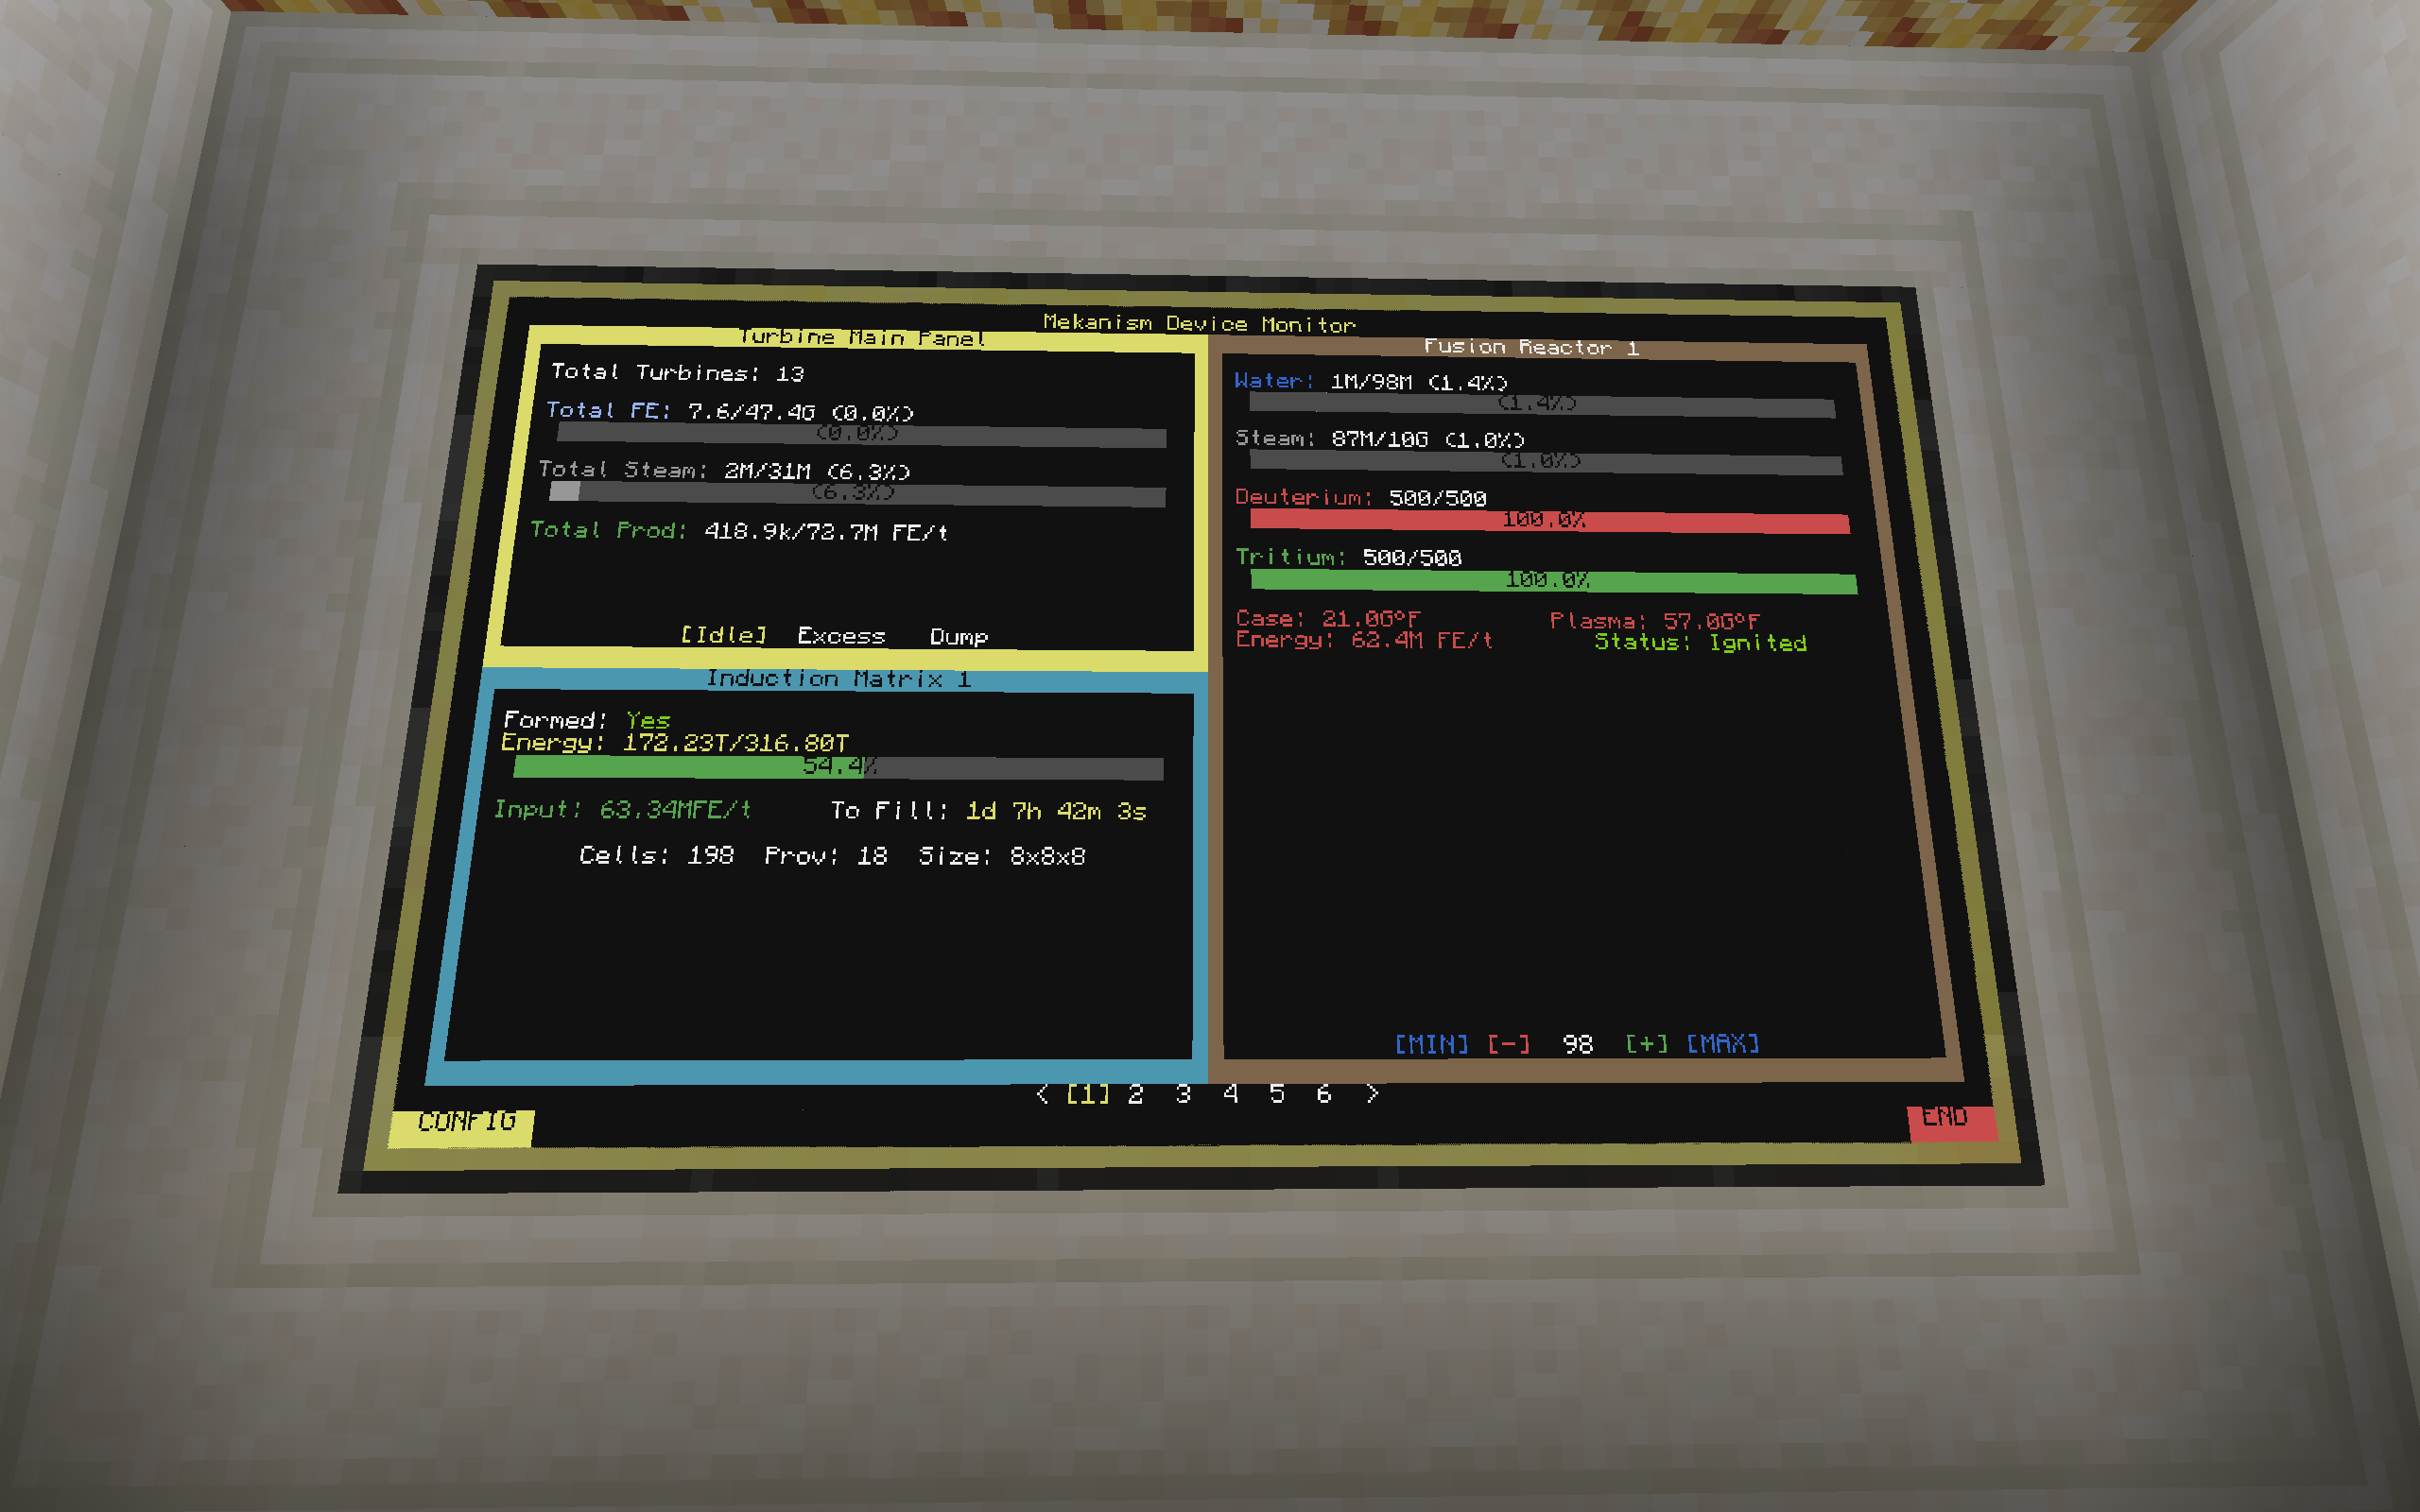 Mekanism Device Monitor
Turbine Main Panel
Total Turbines: 13
Total FE: 7.6/47.4G (0.0%)
(0.0%)
Total Steam: 2M/31M (6.3%)
(6.3%)
Total Prod: 418.9k/72.7M FE/t
[Idle] Excess Dump
Induction Matrix 1
Formed: Yes
Energy: 172.23T/316.80T
54.4%
Input: 63.34MFE/t To Fill: 1d 7h 42m 3s
Cells: 198 Prov: 18 Size: 8x8x8
Fusion Reactor 1
Water: 1M/98M (1.4%)
(1.4%)
Steam: 87M/10G (1.0%)
(1.0%)
Deuterium: 500/500
100.0%
Tritium: 500/500
100.0%
Case: 21.0G°F Plasma: 57.0G°F
Energy: 62.4M FE/t Status: Ignited
[MIN] [-] 98 [+] [MAX]
< [1] 2 3 4 5 6 >
CONFIG
END